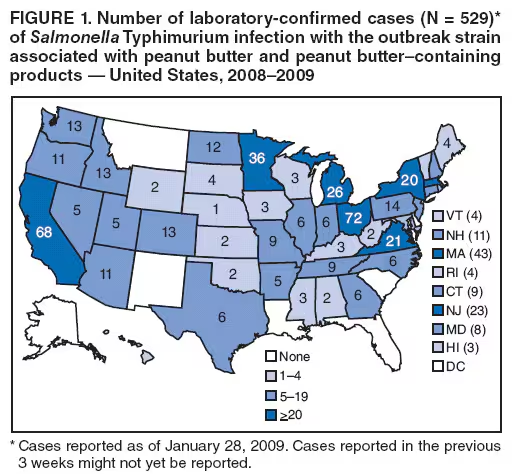 FIGURE 1. Number of laboratory-confirmed cases (N = 529)*
of Salmonella Typhimurium infection with the outbreak strain
associated with peanut butter and peanut butter–containing
products — United States, 2008–2009
13
12
36
4
11
13
2
4
3
26
20
68
5
5
13
1
3
6
6
72
14
2
21
2
9
3
11
2
5
9
6
6
3
2
6
VT (4)
NH (11)
MA (43)
RI (4)
CT (9)
NJ (23)
MD (8)
HI (3)
DC
None
1–4
5–19
≥20
* Cases reported as of January 28, 2009. Cases reported in the previous
3 weeks might not yet be reported.